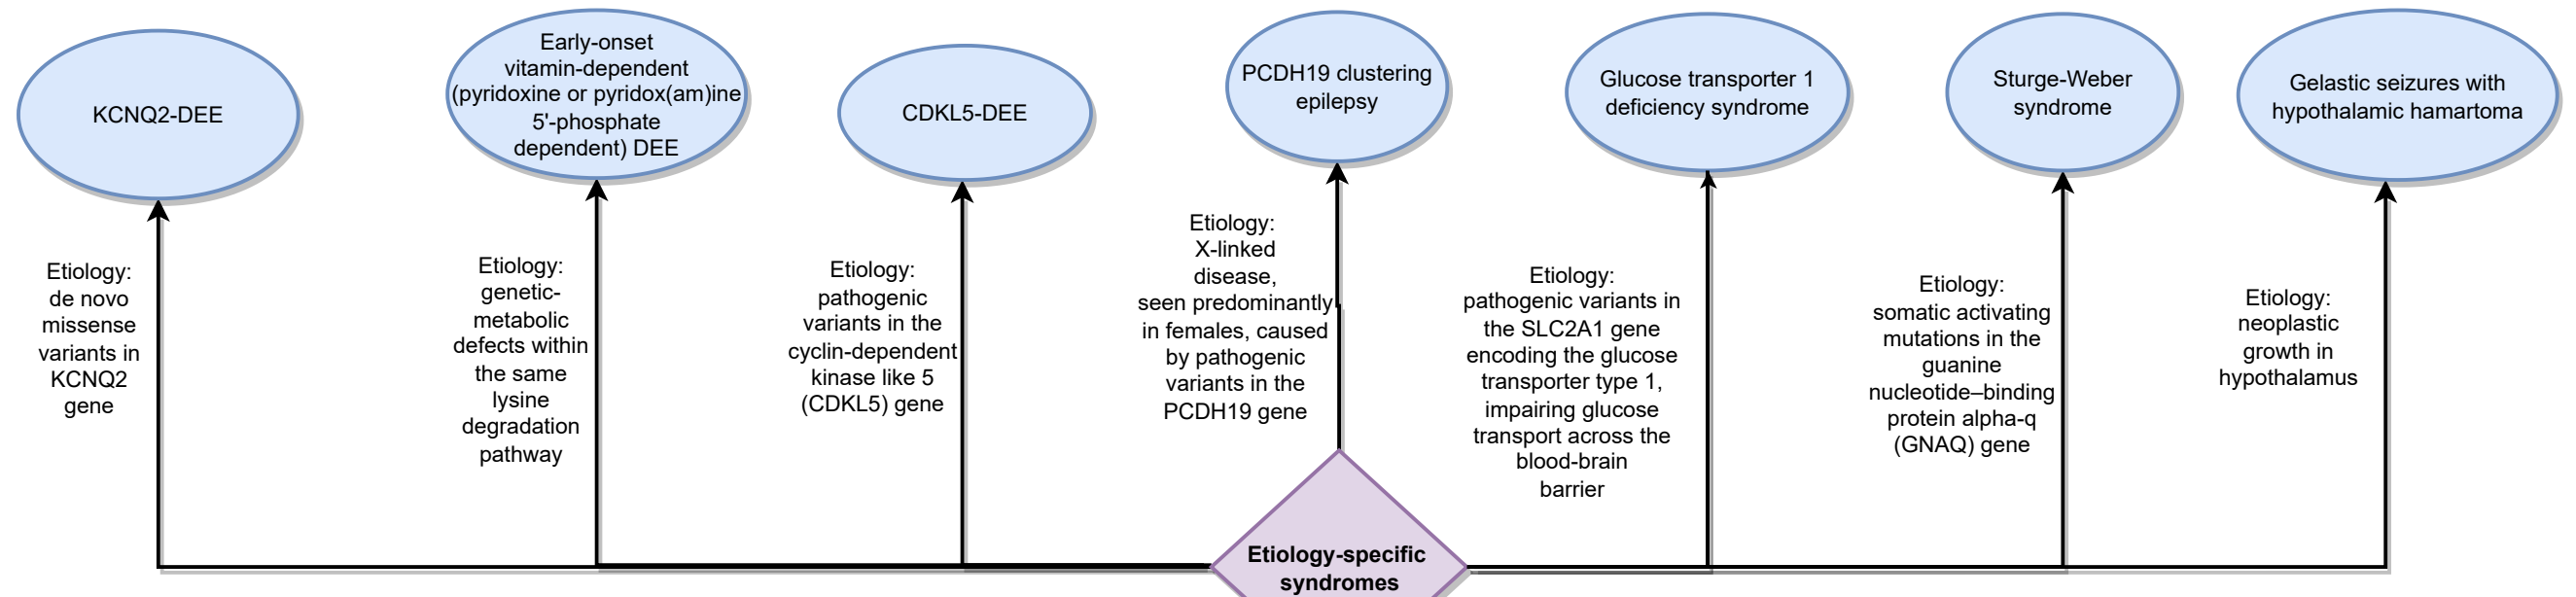 KCNQ2-DEE
Early-onset
vitamin-dependent
(pyridoxine or pyridox(am)ine
5'-phosphate
dependent) DEE
CDKL5-DEE
PCDH19 clustering
epilepsy
Glucose transporter 1
deficiency syndrome
Sturge-Weber
syndrome
Gelastic seizures with
hypothalamic hamartoma
Etiology:
de novo
missense
variants in
KCNQ2
gene
Etiology:
genetic-
metabolic
defects within
the same
lysine
degradation
pathway
Etiology:
pathogenic
variants in the
cyclin-dependent
kinase like 5
(CDKL5) gene
Etiology:
X-linked
disease,
seen predominantly
in females, caused
by pathogenic
variants in the
PCDH19 gene
Etiology:
pathogenic variants in
the SLC2A1 gene
encoding the glucose
transporter type 1,
impairing glucose
transport across the
blood-brain
barrier
Etiology:
somatic activating
mutations in the
guanine
nucleotide–binding
protein alpha-q
(GNAQ) gene
Etiology:
neoplastic
growth in
hypothalamus
Etiology-specific
syndromes